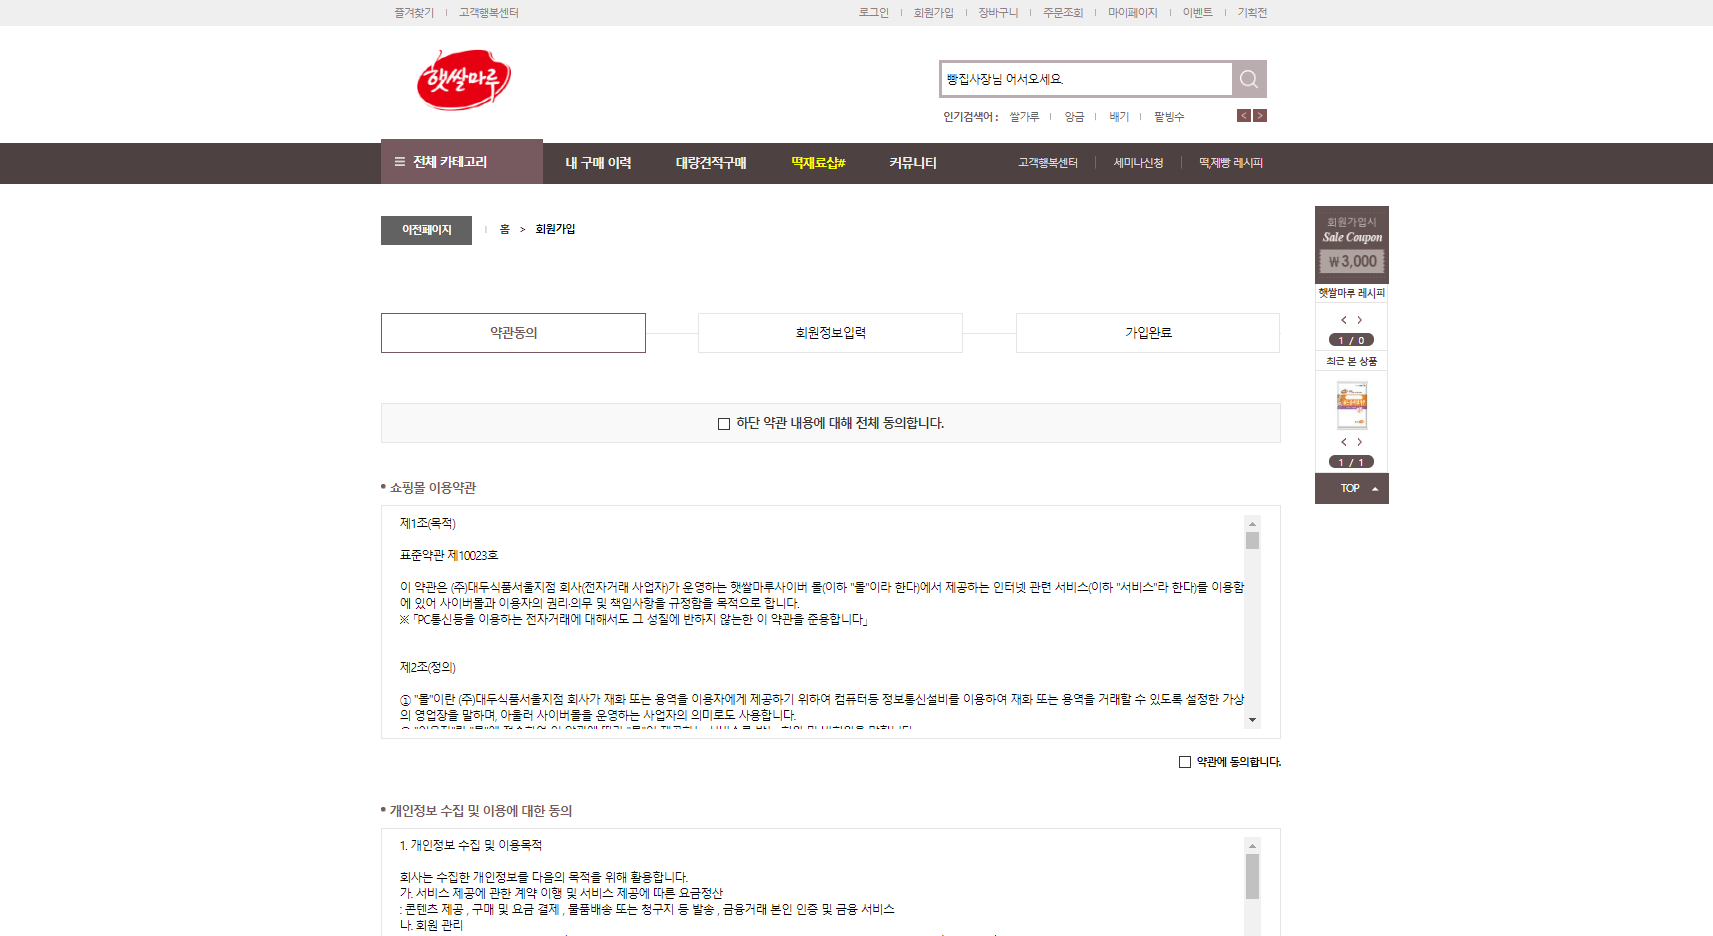 즐겨찾기 고객행복센터 로그인 회원가입 장바구니 주문조회 마이페이지 이벤트 기획전
햇쌀마루
빵집사장님 어서오세요.
인기검색어 : 쌀가루 앙금 배기 팥빙수
전체 카테고리 내 구매 이력 대량견적구매 떡재료샵# 커뮤니티 고객행복센터 세미나신청 떡,제빵 레시피
이전페이지 홈 > 회원가입
회원가입시
Sale Coupon
₩3,000
햇쌀마루 레시피
1 / 0
최근 본 상품
1 / 1
TOP
약관동의 회원정보입력 가입완료
하단 약관 내용에 대해 전체 동의합니다.
쇼핑몰 이용약관
제1조(목적)
표준약관 제10023호
이 약관은 (주)대두식품서울지점 회사(전자거래 사업자)가 운영하는 햇쌀마루사이버 몰(이하 "몰"이라 한다)에서 제공하는 인터넷 관련 서비스(이하 "서비스"라 한다)를 이용함
에 있어 사이버몰과 이용자의 권리·의무 및 책임사항을 규정함을 목적으로 합니다.
※ 「PC통신등을 이용하는 전자거래에 대해서도 그 성질에 반하지 않는한 이 약관을 준용합니다」
제2조(정의)
① "몰"이란 (주)대두식품서울지점 회사가 재화 또는 용역을 이용자에게 제공하기 위하여 컴퓨터등 정보통신설비를 이용하여 재화 또는 용역을 거래할 수 있도록 설정한 가상
의 영업장을 말하며, 아울러 사이버몰을 운영하는 사업자의 의미로도 사용합니다.
약관에 동의합니다.
개인정보 수집 및 이용에 대한 동의
1. 개인정보 수집 및 이용목적
회사는 수집한 개인정보를 다음의 목적을 위해 활용합니다.
가. 서비스 제공에 관한 계약 이행 및 서비스 제공에 따른 요금정산
: 콘텐츠 제공 , 구매 및 요금 결제 , 물품배송 또는 청구지 등 발송 , 금융거래 본인 인증 및 금융 서비스
나. 회원 관리